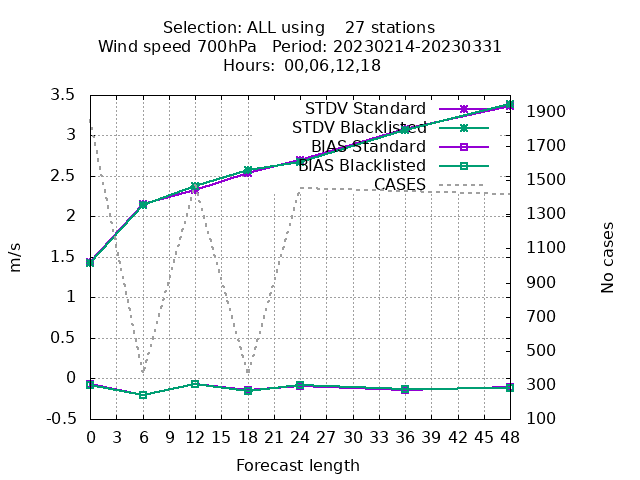 Selection: ALL using    27 stations
Wind speed 700hPa   Period: 20230214-20230331
Hours: 00,06,12,18
STDV Standard
STDV Blacklisted
BIAS Standard
BIAS Blacklisted
CASES
3.5
3
2.5
2
1.5
1
0.5
0
-0.5
m/s
1900
1700
1500
1300
1100
900
700
500
300
100
No cases
0 3 6 9 12 15 18 21 24 27 30 33 36 39 42 45 48
Forecast length